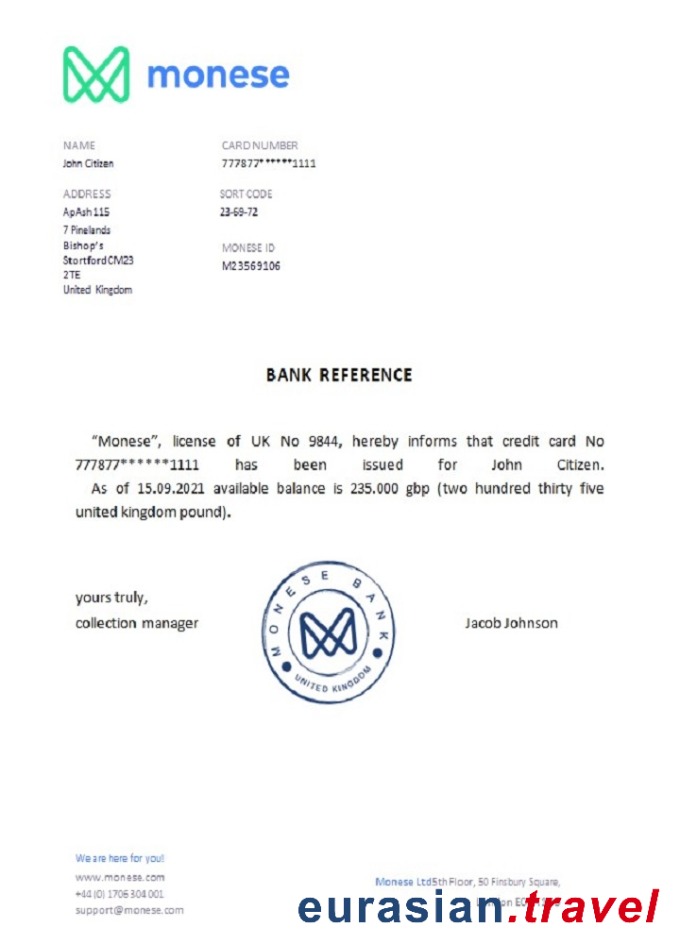 monese
NAME
John Citizen
CARD NUMBER
777877******1111
ADDRESS
ApAsh 115
7 Pinelands
Bishop's
Stortford CM23
2TE
United Kingdom
SORT CODE
23-69-72
MONESE ID
M23569106
BANK REFERENCE
"Monese", license of UK No 9844, hereby informs that credit card No
777877******1111 has been issued for John Citizen.
As of 15.09.2021 available balance is 235.000 gbp (two hundred thirty five
united kingdom pound).
yours truly,
collection manager
MONESE BANK
UNITED KINGDOM
Jacob Johnson
We are here for you!
www.monese.com
+44 (0) 1706 304 001
support@monese.com
Monese Ltd5th Floor, 50 Finsbury Square,
eurasian.travel